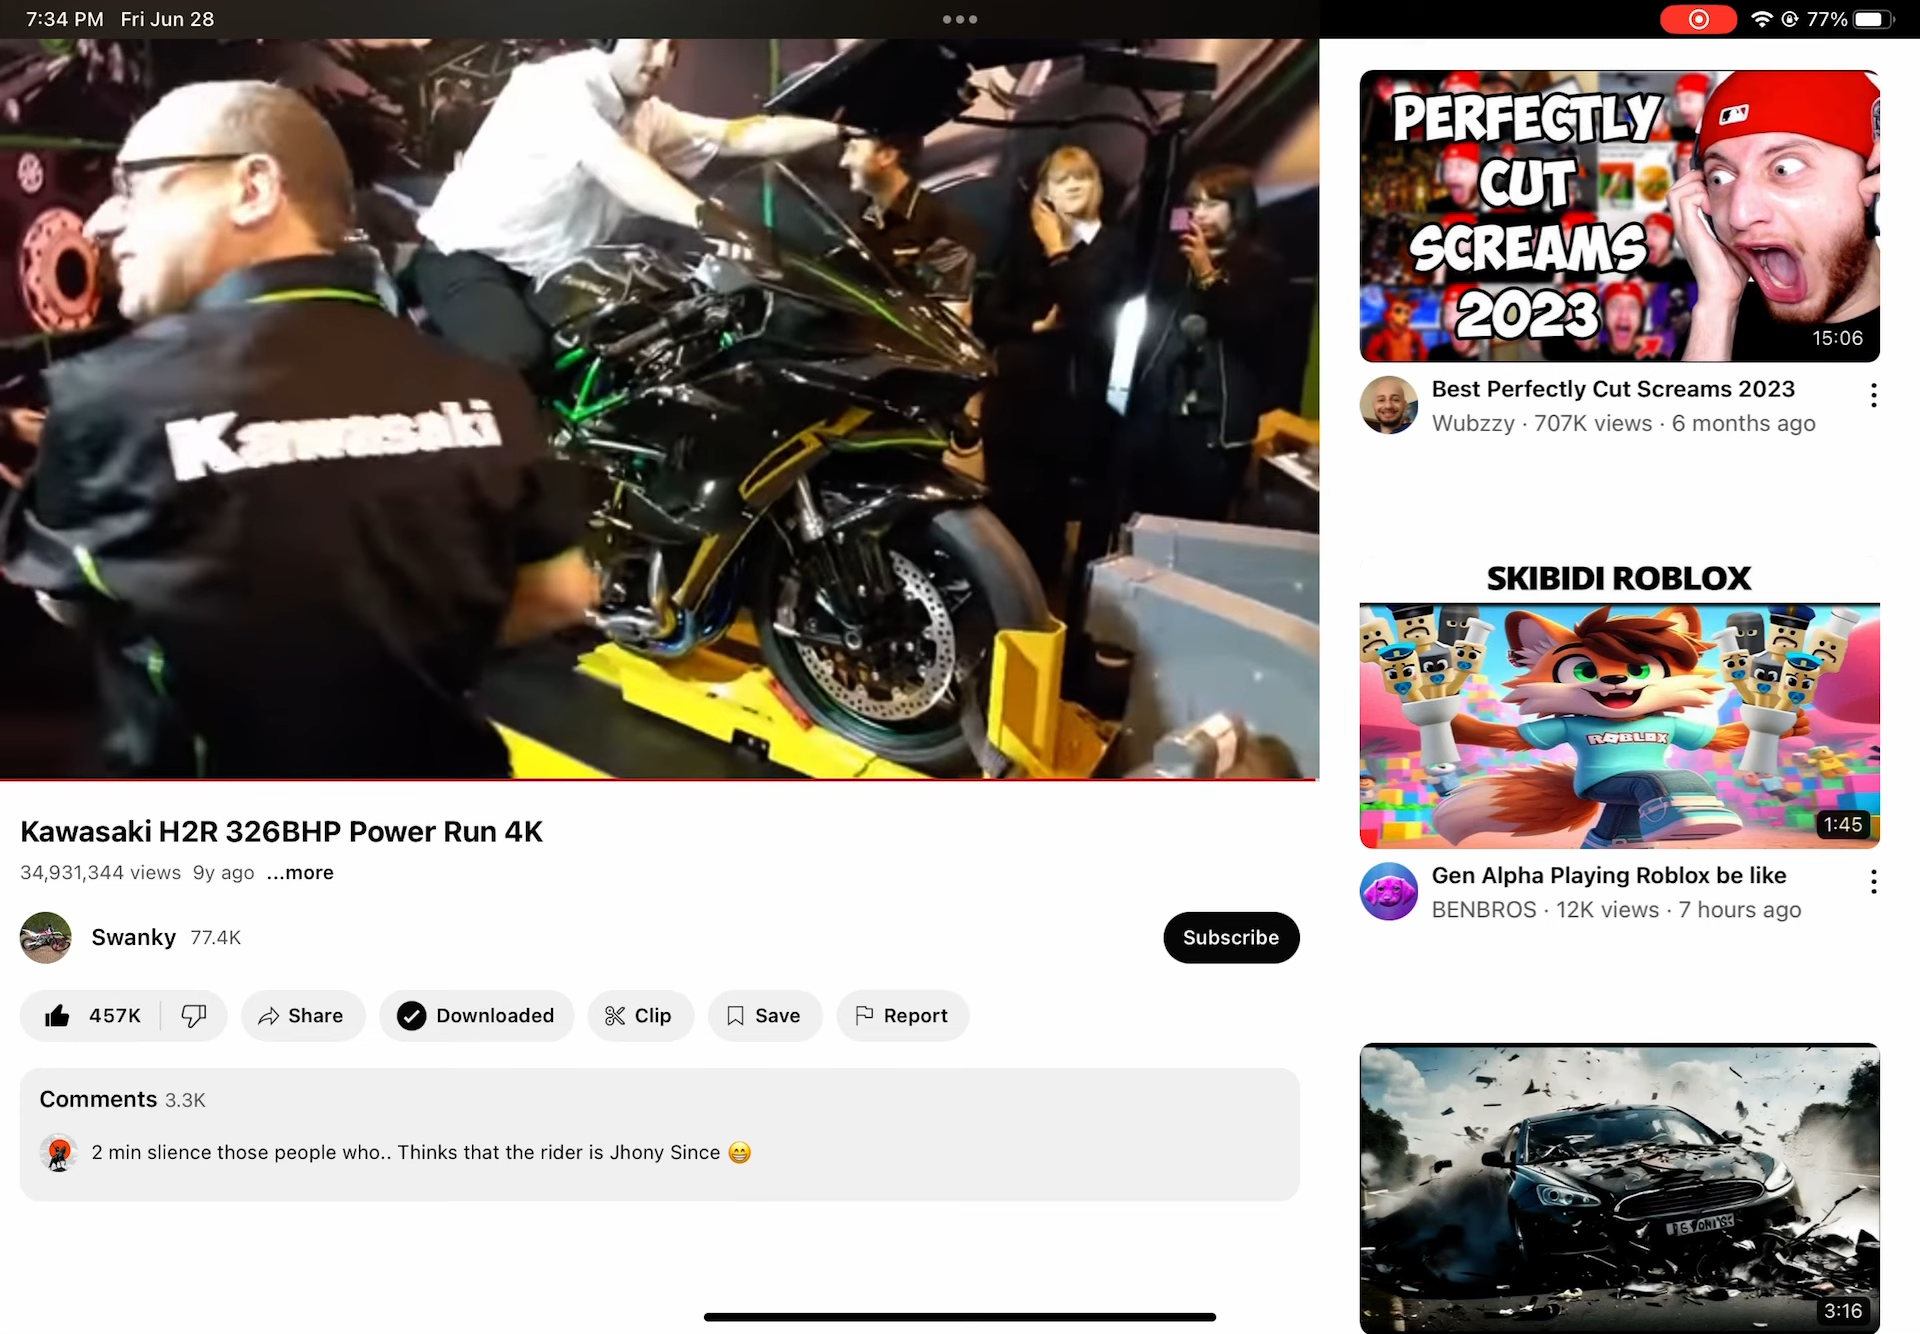 7:34 PM Fri Jun 28
77%
Kawasaki
Kawasaki H2R 326BHP Power Run 4K
34,931,344 views 9y ago ...more
Swanky 77.4K
Subscribe
457K
Share
Downloaded
Clip
Save
Report
Comments 3.3K
2 min slience those people who.. Thinks that the rider is Jhony Since 😁
PERFECTLY
CUT
SCREAMS
2023
15:06
Best Perfectly Cut Screams 2023
Wubzzy · 707K views · 6 months ago
SKIBIDI ROBLOX
ROBLOX
1:45
Gen Alpha Playing Roblox be like
BENBROS · 12K views · 7 hours ago
3:16